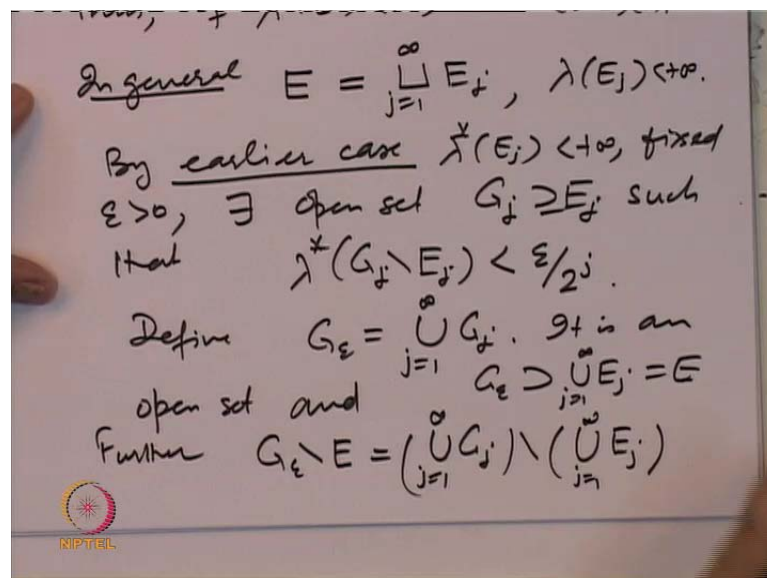 In general E = ⨆_{j=1}^{∞} E_j , λ(E_j) < +∞.
By earlier case λ*(E_j) < +∞, fixed
ε > 0, ∃ open set G_j ⊇ E_j such
that λ*(G_j \ E_j) < ε/2^j .
Define G_ε = ⋃_{j=1}^{∞} G_j . It is an
open set and G_ε ⊃ ⋃_{j=1}^{∞} E_j = E
Further G_ε \ E = (⋃_{j=1}^{∞} G_j) \ (⋃_{j=1}^{∞} E_j)
NPTEL